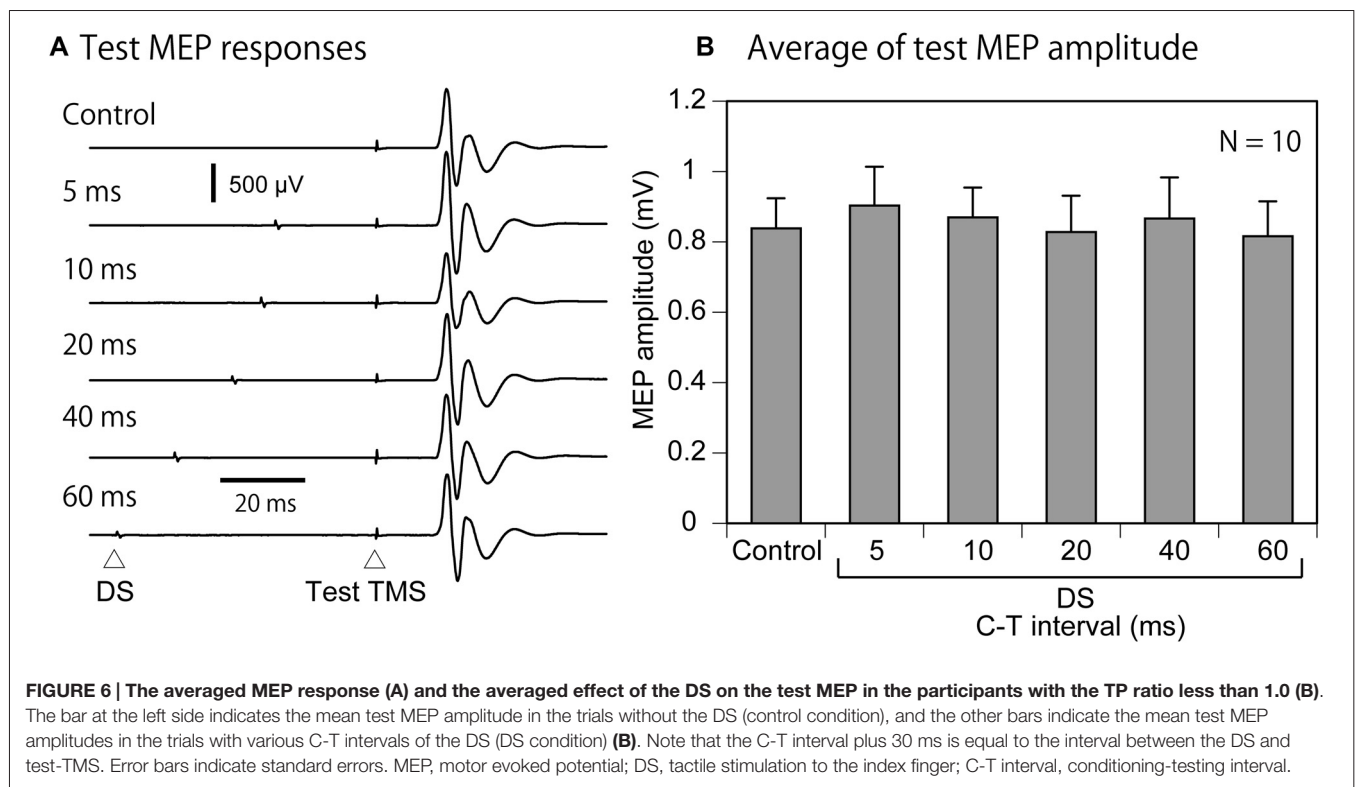 A Test MEP responses
Control
500 µV
5 ms
10 ms
20 ms
40 ms
20 ms
60 ms
DS
Test TMS
B Average of test MEP amplitude
N = 10
MEP amplitude (mV)
1.2
1
0.8
0.6
0.4
0.2
0
Control 5 10 20 40 60
DS
C-T interval (ms)
FIGURE 6 | The averaged MEP response (A) and the averaged effect of the DS on the test MEP in the participants with the TP ratio less than 1.0 (B).
The bar at the left side indicates the mean test MEP amplitude in the trials without the DS (control condition), and the other bars indicate the mean test MEP
amplitudes in the trials with various C-T intervals of the DS (DS condition) (B). Note that the C-T interval plus 30 ms is equal to the interval between the DS and
test-TMS. Error bars indicate standard errors. MEP, motor evoked potential; DS, tactile stimulation to the index finger; C-T interval, conditioning-testing interval.